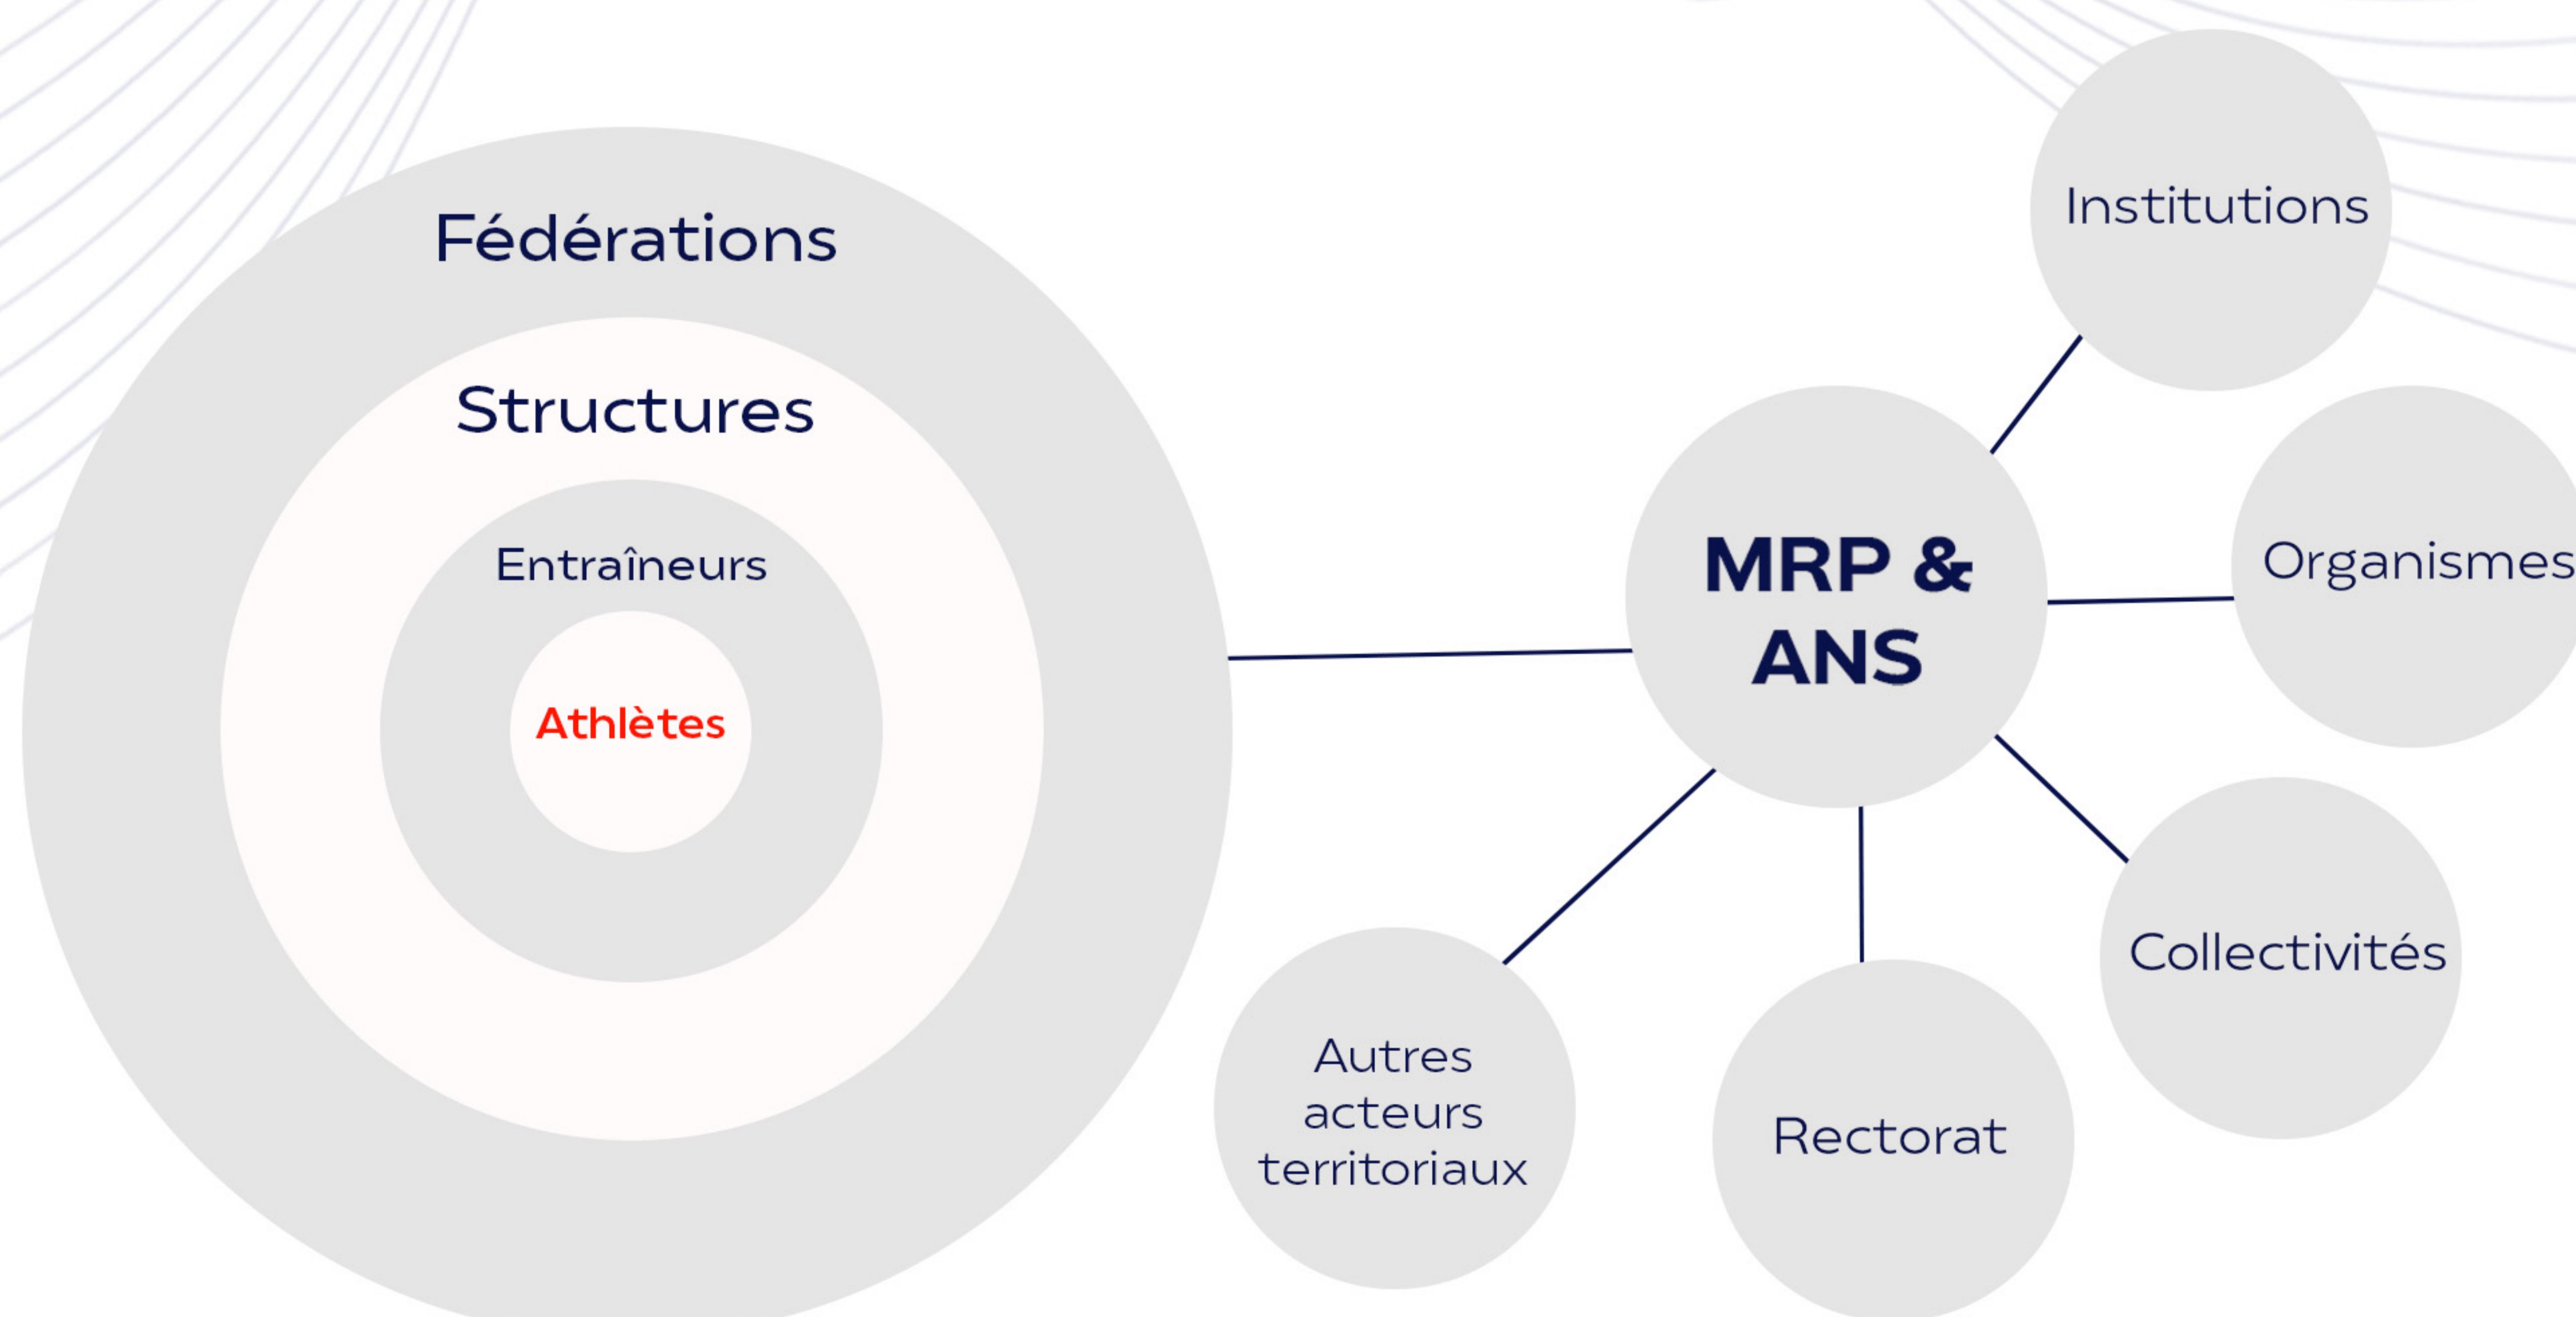 Fédérations
Structures
Entraîneurs
Athlètes
MRP &
ANS
Institutions
Organismes
Collectivités
Rectorat
Autres
acteurs
territoriaux